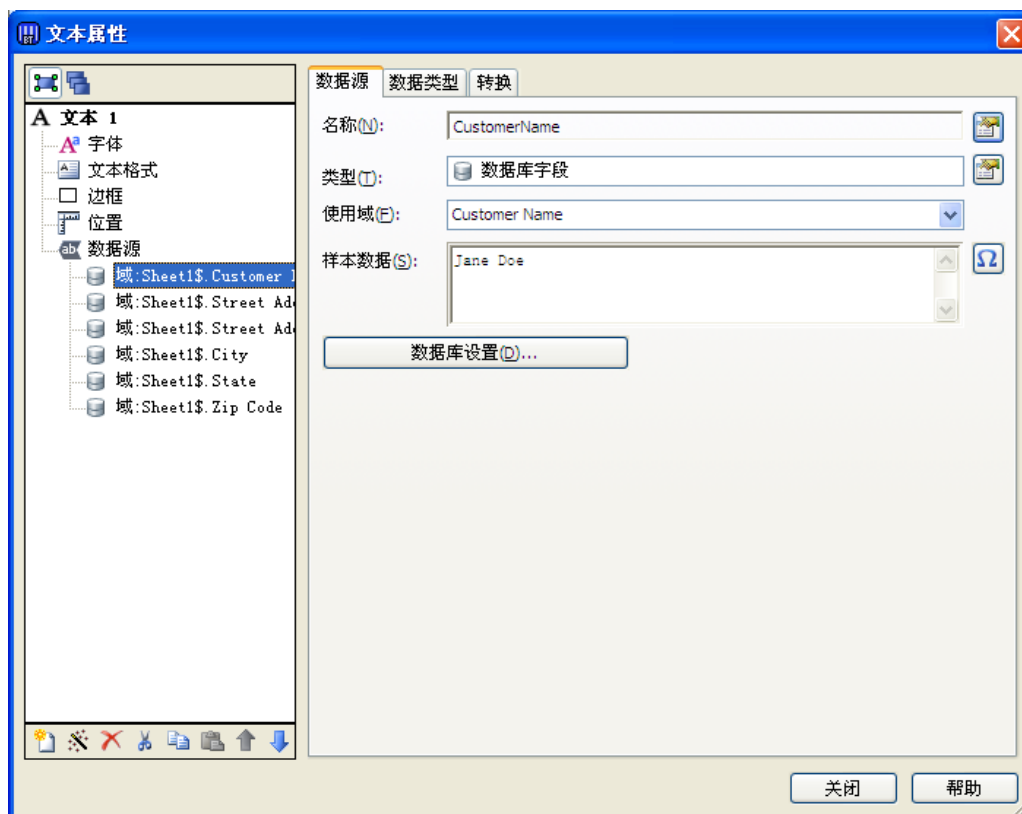 文本属性
数据源 数据类型 转换
A 文本 1
字体
文本格式
边框
位置
数据源
域:Sheet1$.Customer
域:Sheet1$.Street
域:Sheet1$.Street
域:Sheet1$.City
域:Sheet1$.State
域:Sheet1$.Zip Code
名称(N):
CustomerName
类型(T):
数据库字段
使用域(F):
Customer Name
样本数据(S):
Jane Doe
Ω
数据库设置(D)...
关闭
帮助